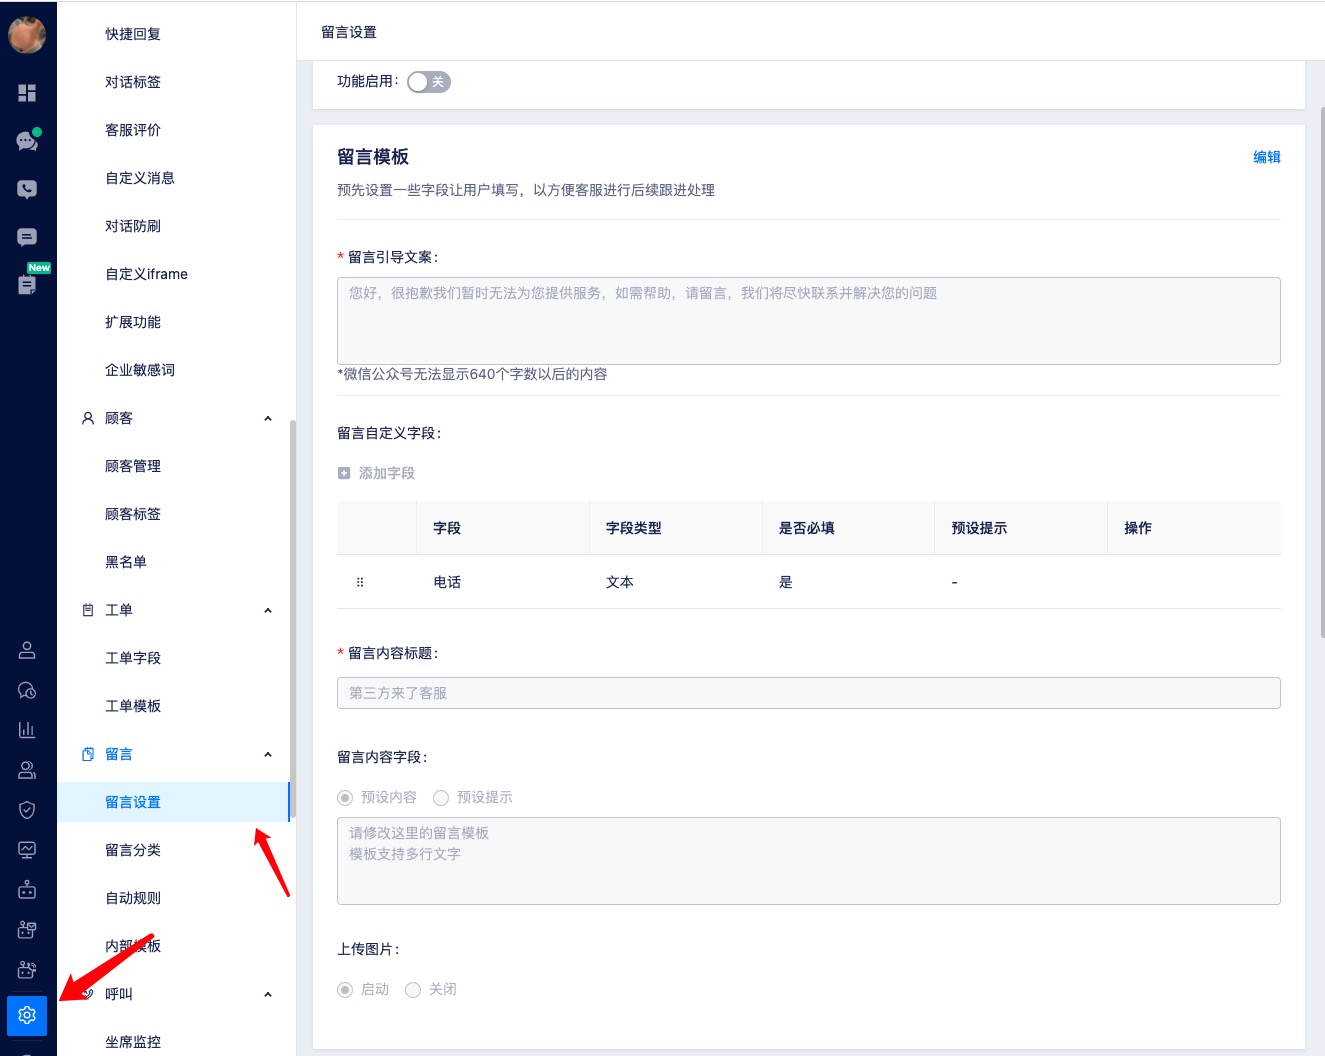 New
快捷回复
对话标签
客服评价
自定义消息
对话防刷
自定义iframe
扩展功能
企业敏感词
顾客
顾客管理
顾客标签
黑名单
工单
工单字段
工单模板
留言
留言设置
留言分类
自动规则
内部模板
呼叫
坐席监控
留言设置
功能启用： 关
留言模板
编辑
预先设置一些字段让用户填写，以方便客服进行后续跟进处理
* 留言引导文案：
您好，很抱歉我们暂时无法为您提供服务，如需帮助，请留言，我们将尽快联系并解决您的问题
*微信公众号无法显示640个字数以后的内容
留言自定义字段：
添加字段
字段 字段类型 是否必填 预设提示 操作
电话 文本 是 -
* 留言内容标题：
第三方来了客服
留言内容字段：
预设内容 预设提示
请修改这里的留言模板
模板支持多行文字
上传图片：
启动 关闭